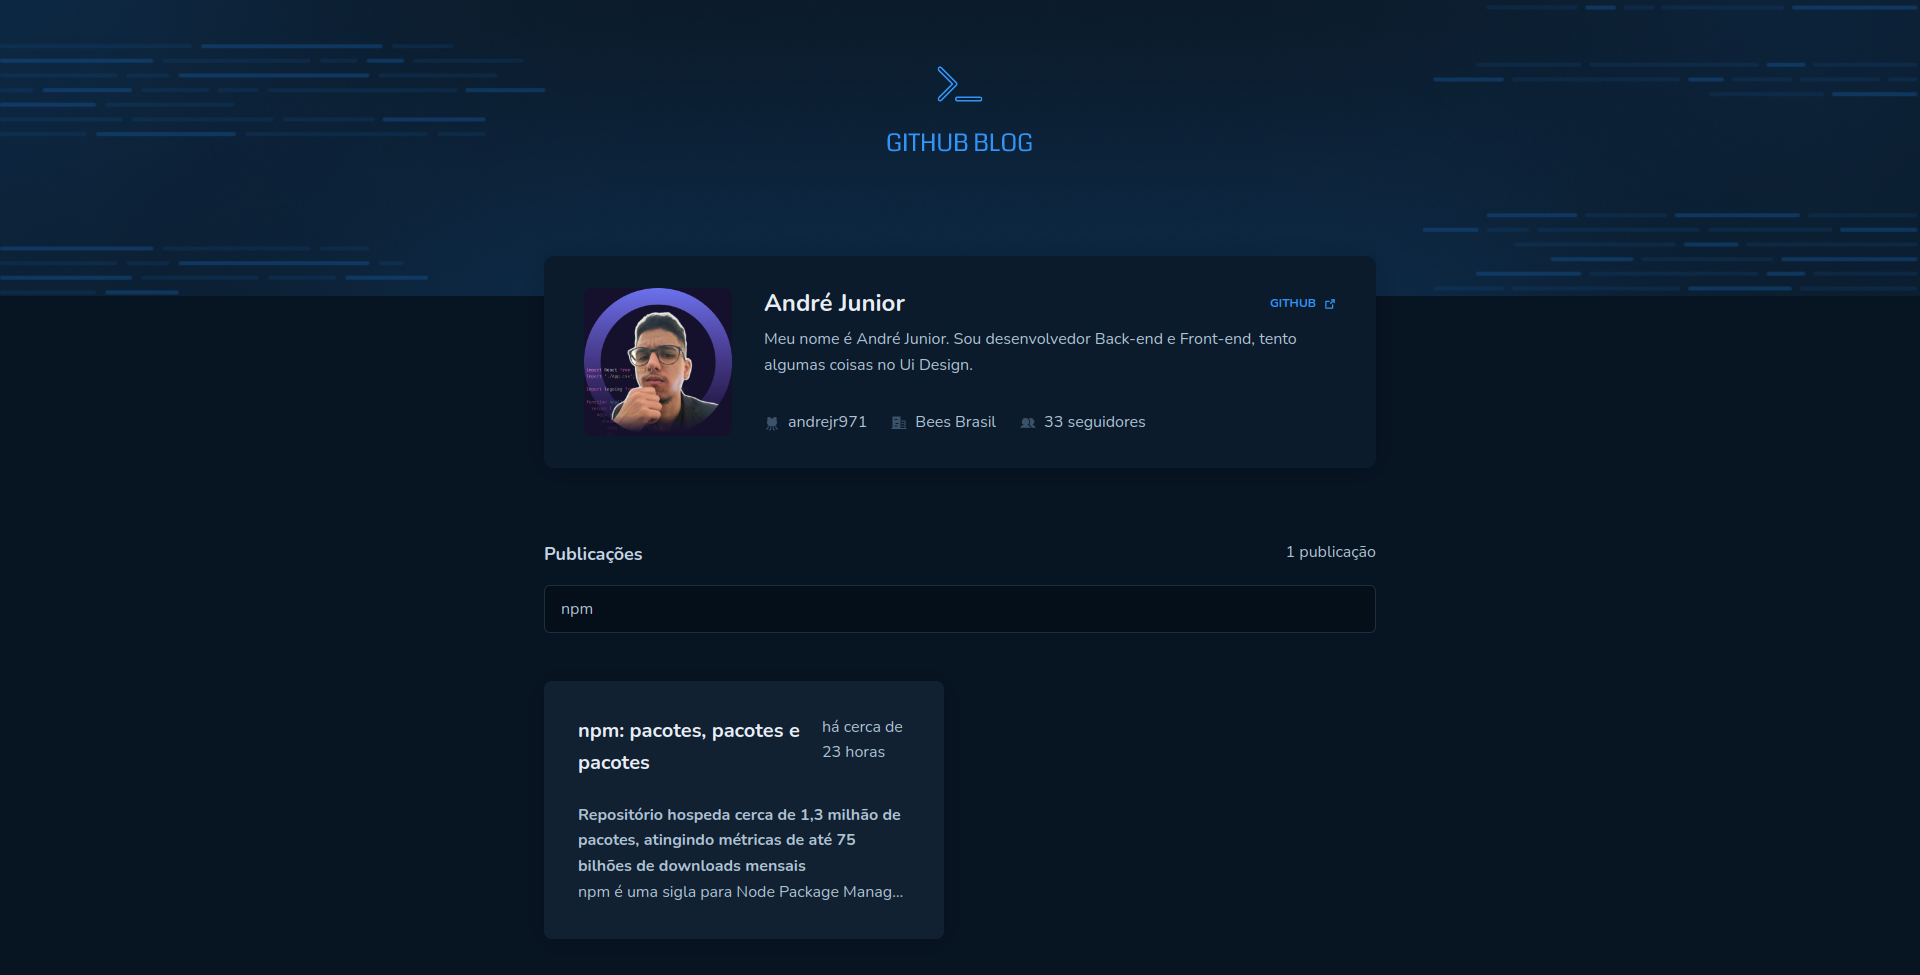 GITHUB BLOG
André Junior
GITHUB
Meu nome é André Junior. Sou desenvolvedor Back-end e Front-end, tento
algumas coisas no Ui Design.
andrejr971
Bees Brasil
33 seguidores
Publicações
1 publicação
npm
npm: pacotes, pacotes e
pacotes
há cerca de
23 horas
Repositório hospeda cerca de 1,3 milhão de
pacotes, atingindo métricas de até 75
bilhões de downloads mensais
npm é uma sigla para Node Package Manag...